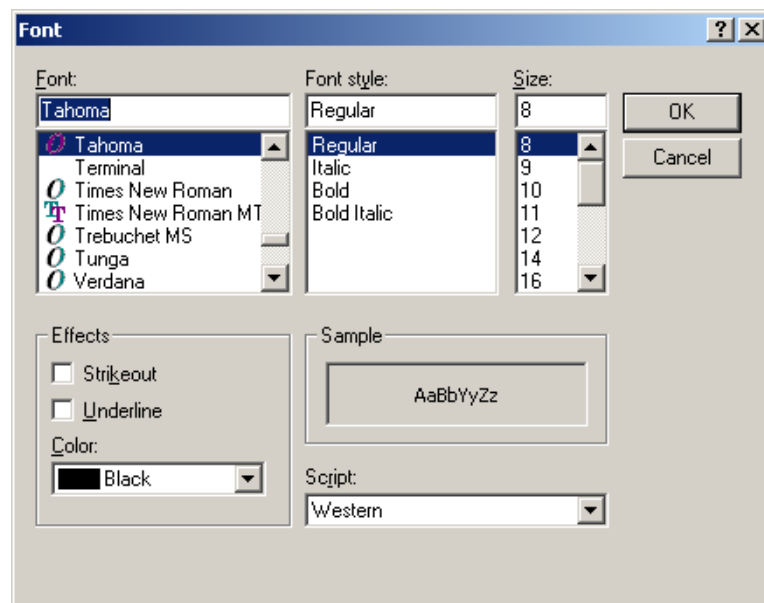 Font
Font:
Tahoma
Tahoma
Terminal
Times New Roman
Times New Roman MT
Trebuchet MS
Tunga
Verdana
Font style:
Regular
Regular
Italic
Bold
Bold Italic
Size:
8
8
9
10
11
12
14
16
OK
Cancel
Effects
Strikeout
Underline
Color:
Black
Sample
AaBbYyZz
Script:
Western